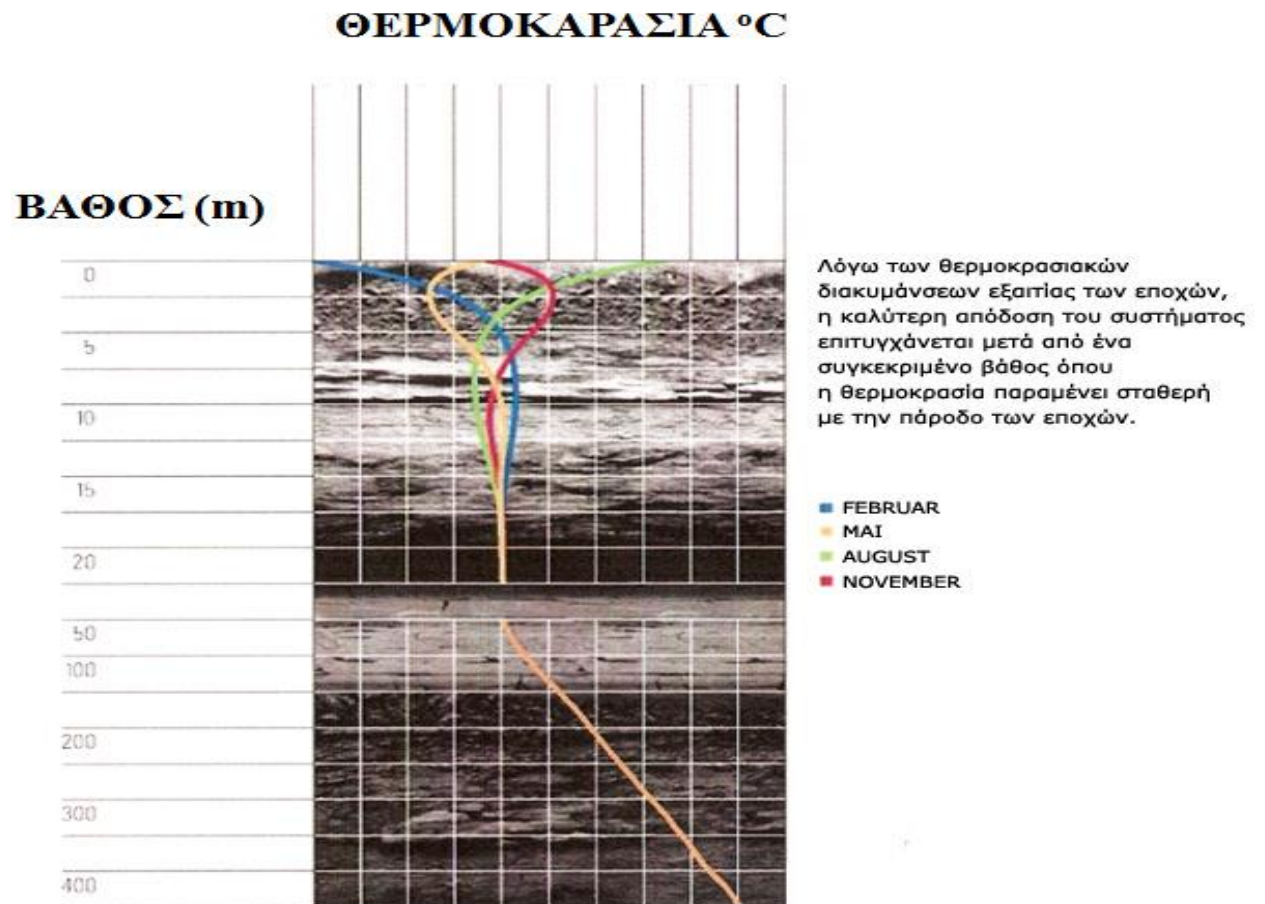 ΘΕΡΜΟΚΑΡΑΣΙΑ °C
ΒΑΘΟΣ (m)
0
5
10
15
20
50
100
200
300
400
Λόγω των θερμοκρασιακών
διακυμάνσεων εξαιτίας των εποχών,
η καλύτερη απόδοση του συστήματος
επιτυγχάνεται μετά από ένα
συγκεκριμένο βάθος όπου
η θερμοκρασία παραμένει σταθερή
με την πάροδο των εποχών.
FEBRUAR
MAI
AUGUST
NOVEMBER